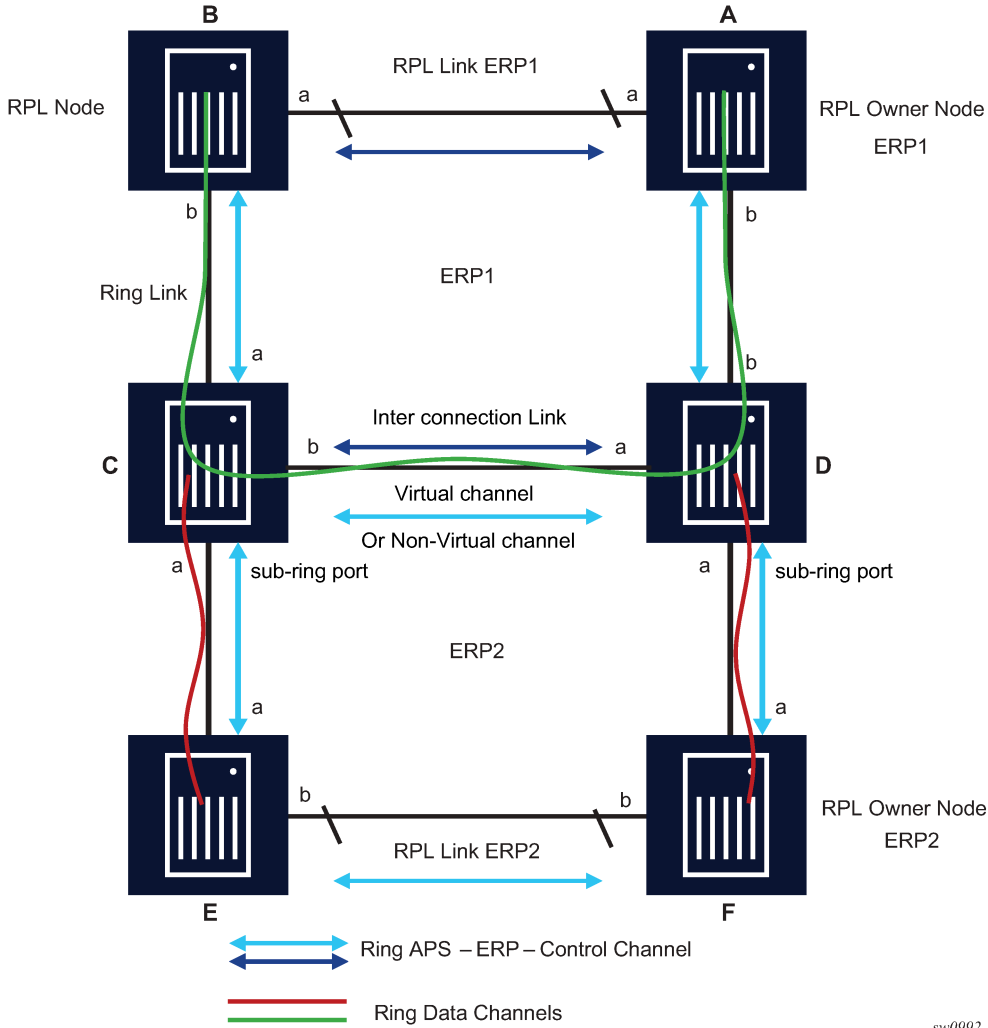 B
A
RPL Link ERP1
a
a
RPL Node
RPL Owner Node
ERP1
b
b
ERP1
Ring Link
a
b
Inter connection Link
b
a
C
D
Virtual channel
Or Non-Virtual channel
a
sub-ring port
a
sub-ring port
ERP2
a
a
b
b
RPL Owner Node
ERP2
RPL Link ERP2
E
F
Ring APS – ERP – Control Channel
Ring Data Channels
sw0992